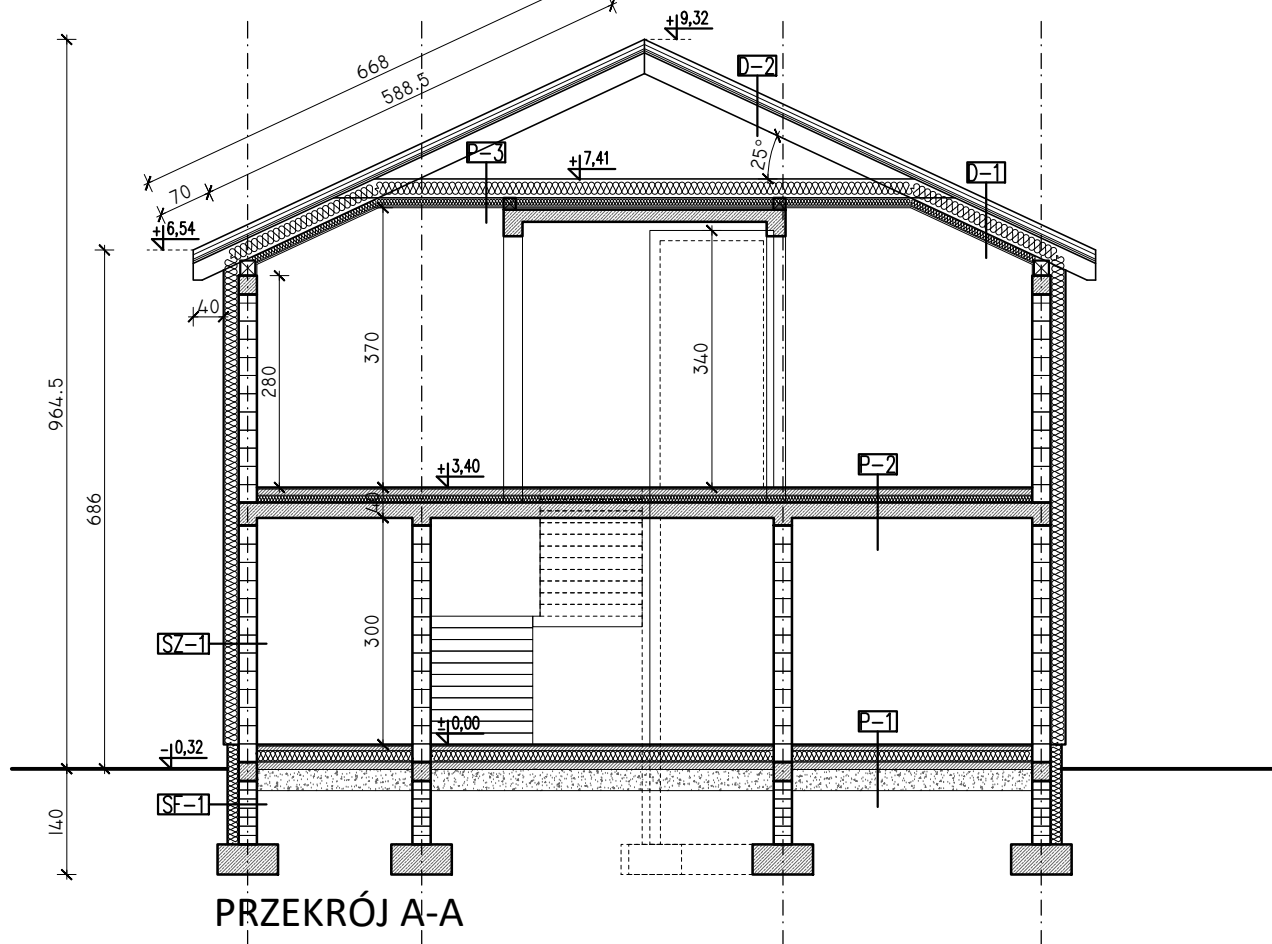 +9,32
668
D-2
588.5
P-3
25°
+7,41
D-1
70
+6,54
40
370
340
280
964.5
+3,40
P-2
40
686
300
SZ-1
±0,00
P-1
-0,32
SF-1
140
PRZEKRÓJ A-A